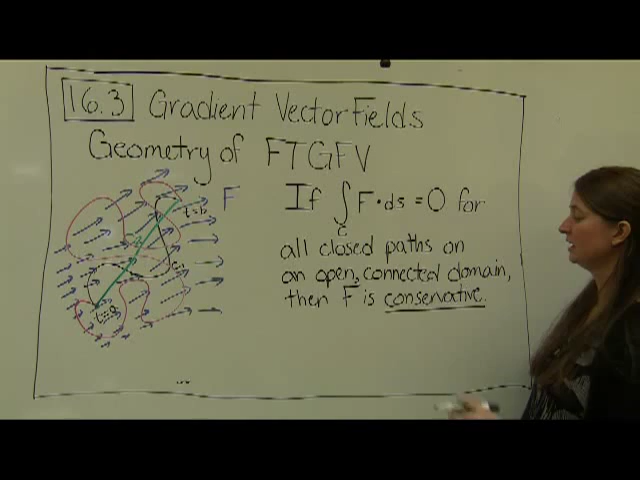 16.3 Gradient Vector Fields
Geometry of FTGFV
F
t=b
t=a
If ∫_C F • ds = 0 for
all closed paths on
an open, connected domain,
then F is conservative.